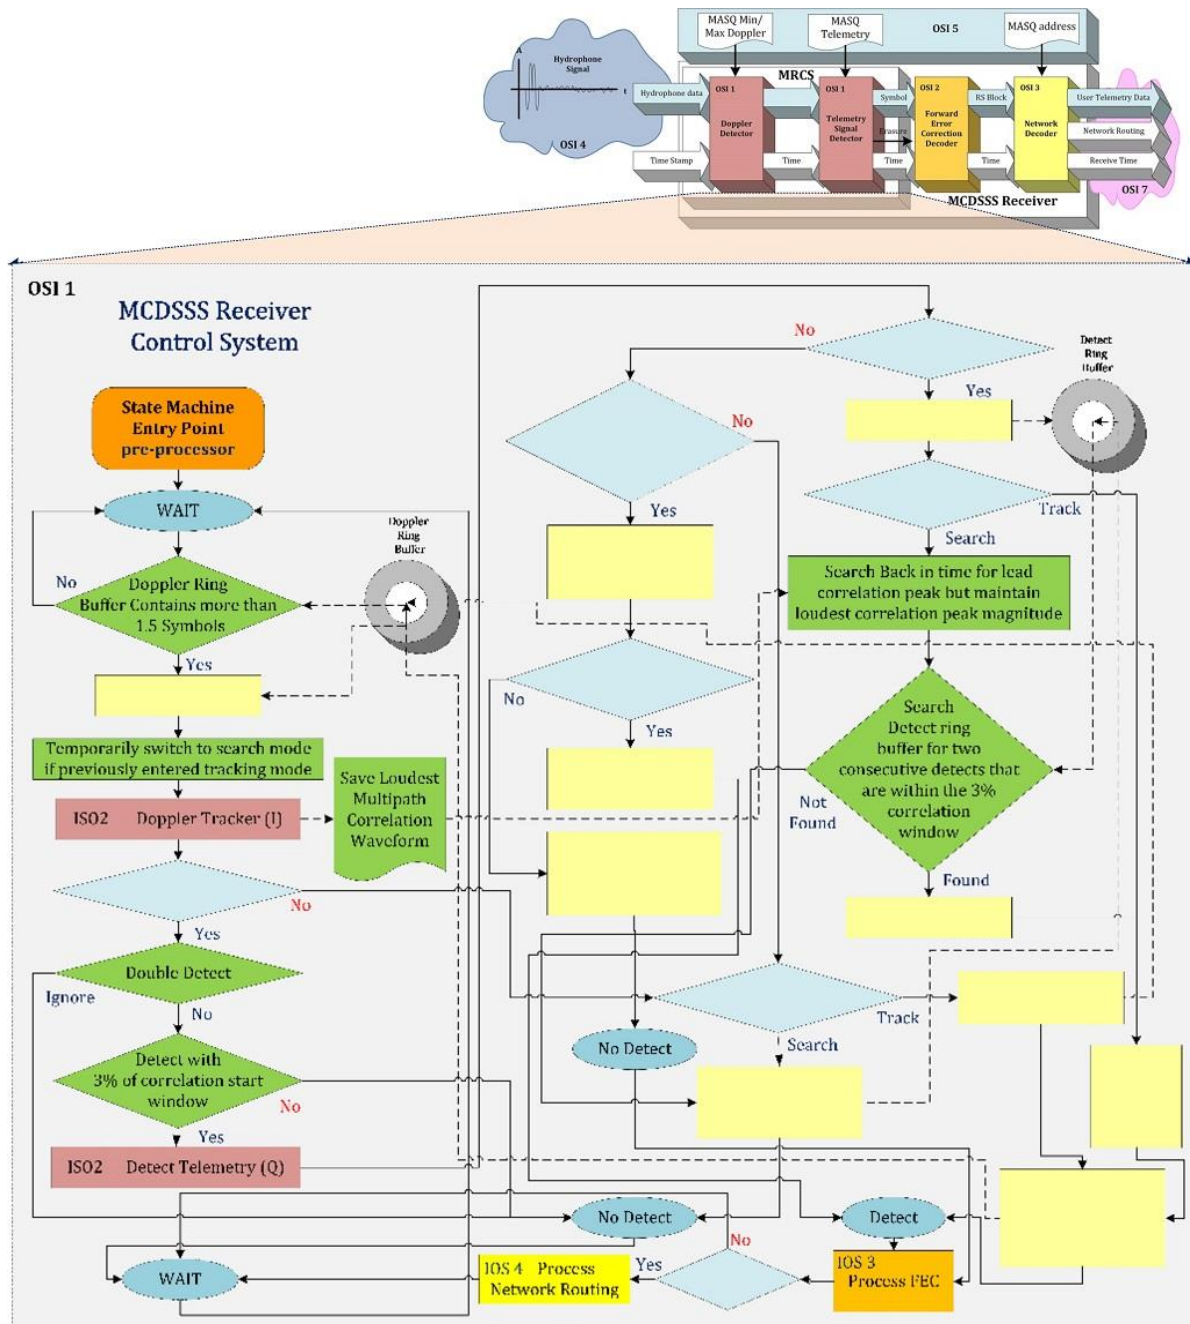 MASQ Min/
Max Doppler
MASQ
Telemetry
OSI 5
MASQ address
A
Hydrophone
Signal
t
OSI 4
MRCS
Hydrophone data
OSI 1
Doppler
Detector
OSI 1
Telemetry
Signal
Detector
Symbol
Erasure
OSI 2
Forward
Error
Correction
Decoder
RS Block
OSI 3
Network
Decoder
User Telemetry Data
Network Routing
Time Stamp
Time
Time
Time
Receive Time
OSI 7
MCDSSS Receiver
OSI 1
MCDSSS Receiver
Control System
State Machine
Entry Point
pre-processor
WAIT
No
Doppler Ring
Buffer Contains more than
1.5 Symbols
Yes
Doppler
Ring
Buffer
Temporarily switch to search mode
if previously entered tracking mode
ISO2 Doppler Tracker (I)
Save Loudest
Multipath
Correlation
Waveform
No
Yes
Double Detect
Ignore
No
Detect with
3% of correlation start
window
No
Yes
ISO2 Detect Telemetry (Q)
No
Yes
Detect
Ring
Buffer
No
Yes
Track
Search
Search Back in time for lead
correlation peak but maintain
loudest correlation peak magnitude
No
Yes
Search
Detect ring
buffer for two
consecutive detects that
are within the 3%
correlation
window
Not
Found
Found
Track
Search
No Detect
No Detect
Detect
No
WAIT
IOS 4 Process
Network Routing
Yes
IOS 3
Process FEC